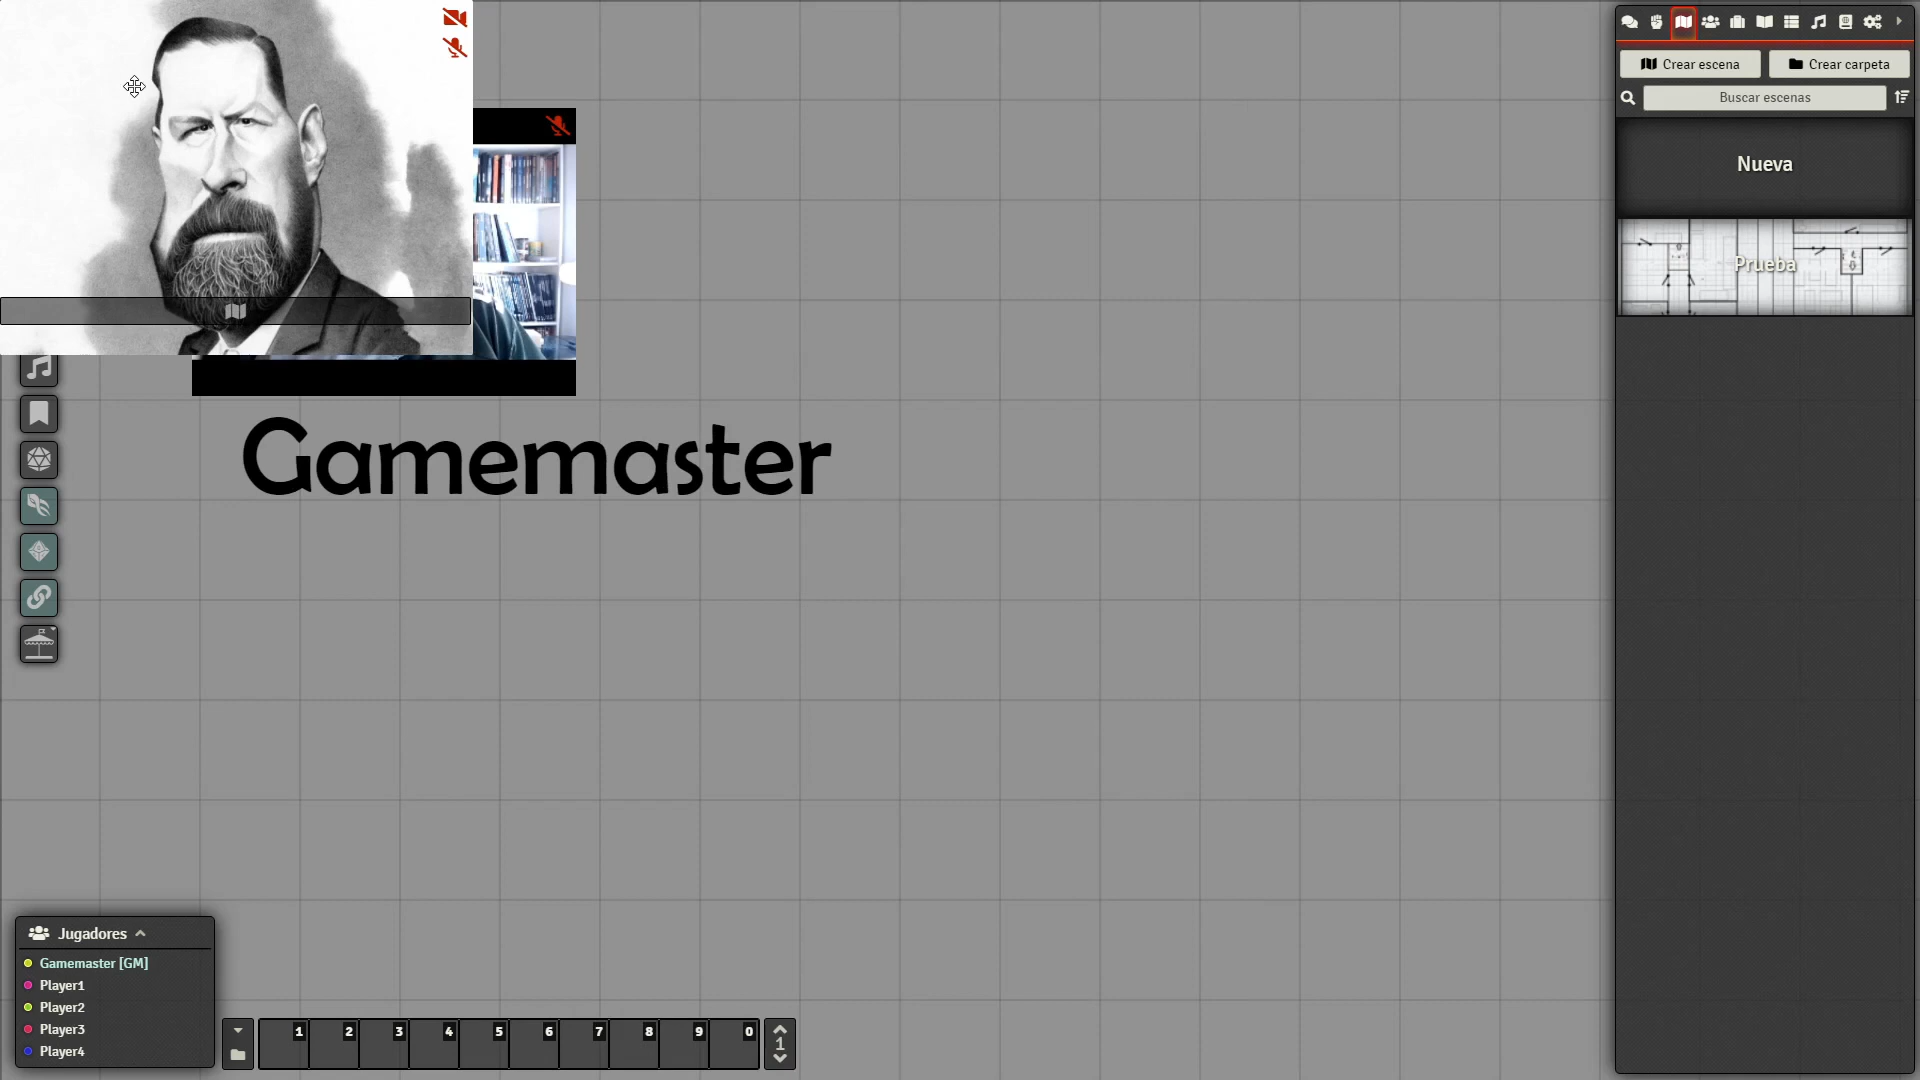 Crear escena
Crear carpeta
Buscar escenas
Nueva
Prueba
Gamemaster
Jugadores
Gamemaster [GM]
Player1
Player2
Player3
Player4
1 2 3 4 5 6 7 8 9 0
1